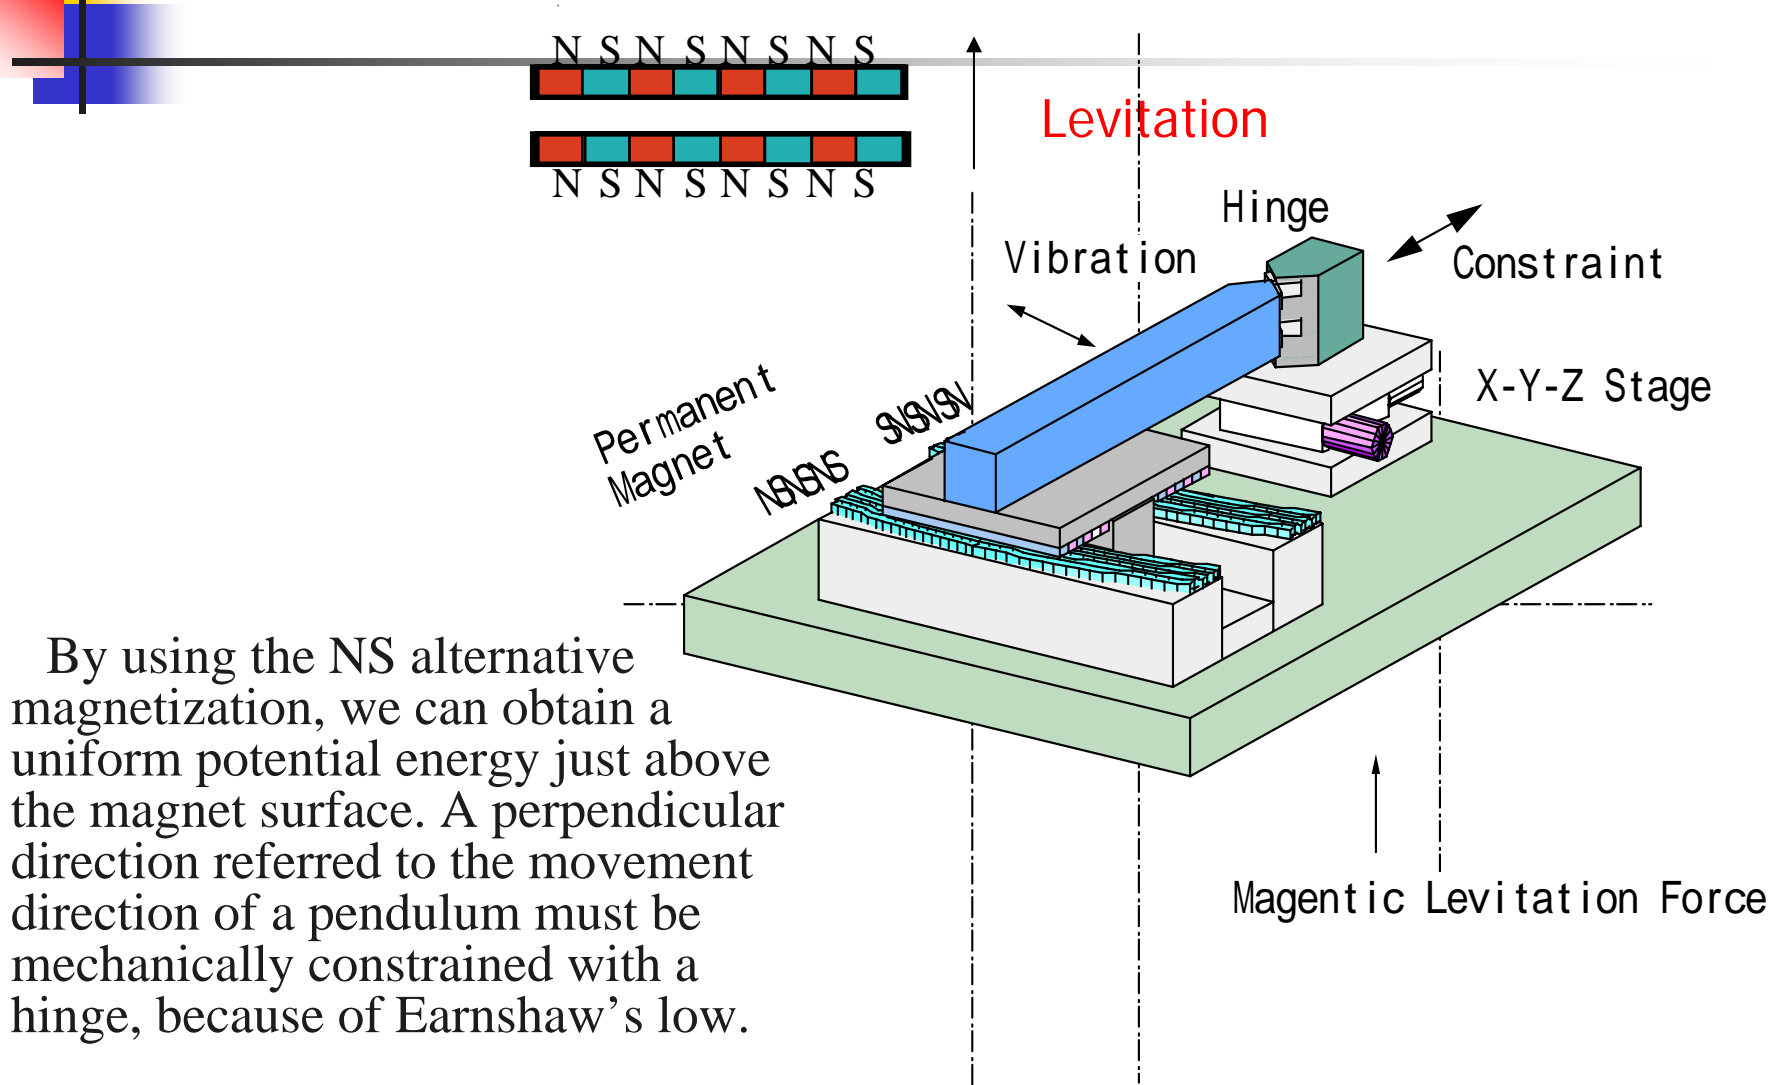 N S N S N S N S
Levitation
N S N S N S N S
Hinge
Vibration
Constraint
Permanent
Magnet
SNSNSN
NSNSNS
X-Y-Z Stage
By using the NS alternative
magnetization, we can obtain a
uniform potential energy just above
the magnet surface. A perpendicular
direction referred to the movement
direction of a pendulum must be
mechanically constrained with a
hinge, because of Earnshaw’s low.
Magentic Levitation Force